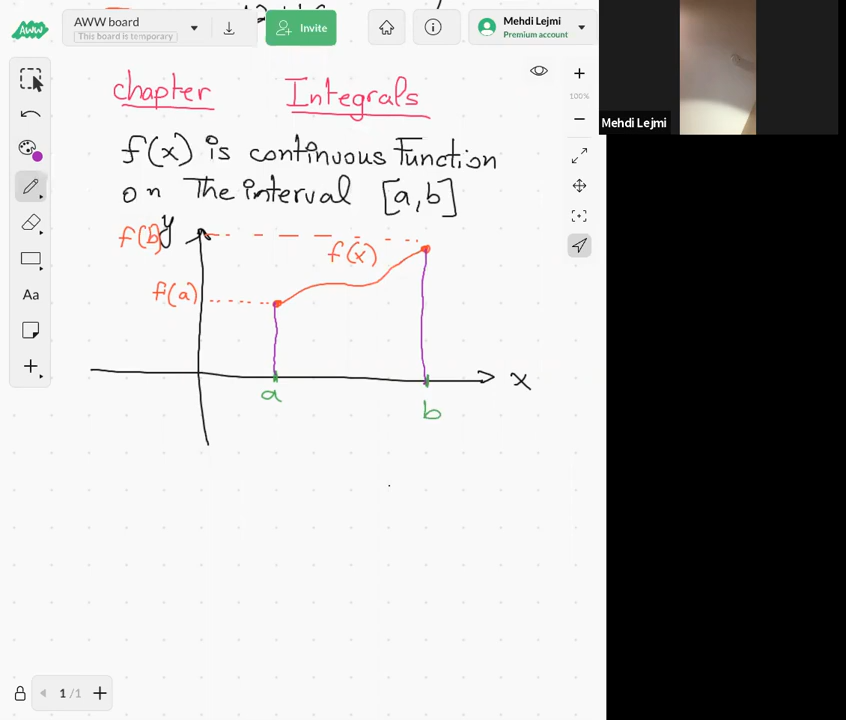 AWW
AWW board
This board is temporary
Invite
Mehdi Lejmi
Premium account
100%
Mehdi Lejmi
chapter Integrals
f(x) is continuous Function
on The interval [a,b]
f(b) y
f(x)
f(a)
x
a
b
Aa
1 / 1